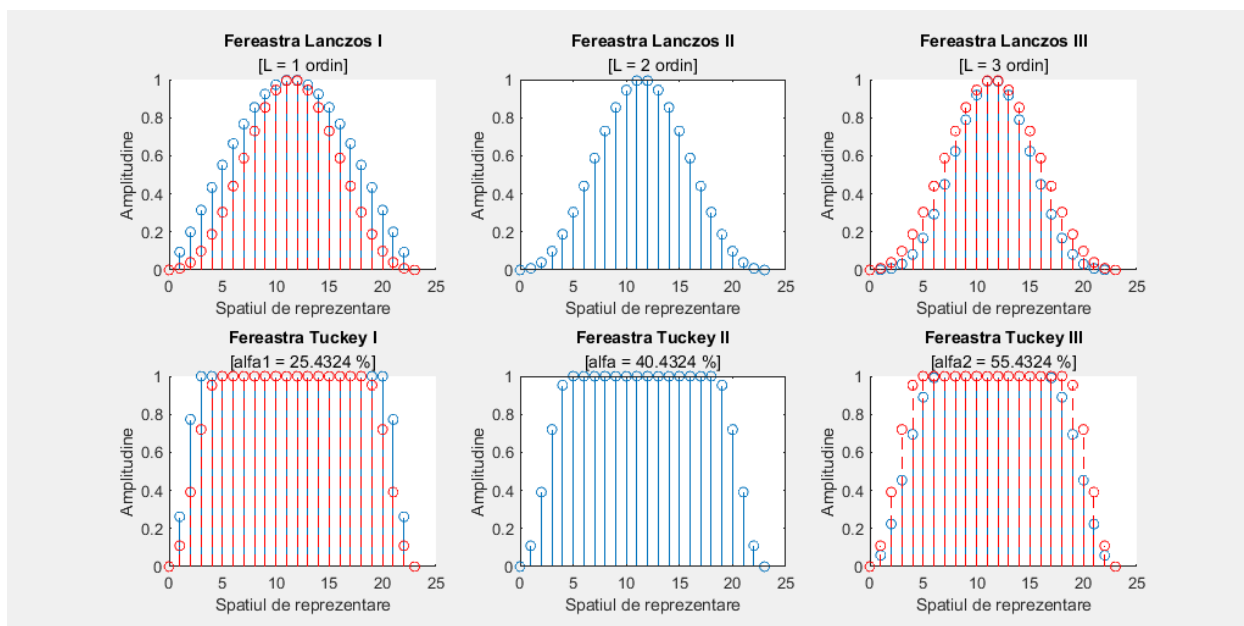 Fereastra Lanczos I
[L = 1 ordin]
1
0.8
0.6
0.4
0.2
0
Amplitudine
0 5 10 15 20 25
Spatiul de reprezentare
Fereastra Lanczos II
[L = 2 ordin]
1
0.8
0.6
0.4
0.2
0
Amplitudine
0 5 10 15 20 25
Spatiul de reprezentare
Fereastra Lanczos III
[L = 3 ordin]
1
0.8
0.6
0.4
0.2
0
Amplitudine
0 5 10 15 20 25
Spatiul de reprezentare
Fereastra Tuckey I
[alfa1 = 25.4324 %]
1
0.8
0.6
0.4
0.2
0
Amplitudine
0 5 10 15 20 25
Spatiul de reprezentare
Fereastra Tuckey II
[alfa = 40.4324 %]
1
0.8
0.6
0.4
0.2
0
Amplitudine
0 5 10 15 20 25
Spatiul de reprezentare
Fereastra Tuckey III
[alfa2 = 55.4324 %]
1
0.8
0.6
0.4
0.2
0
Amplitudine
0 5 10 15 20 25
Spatiul de reprezentare